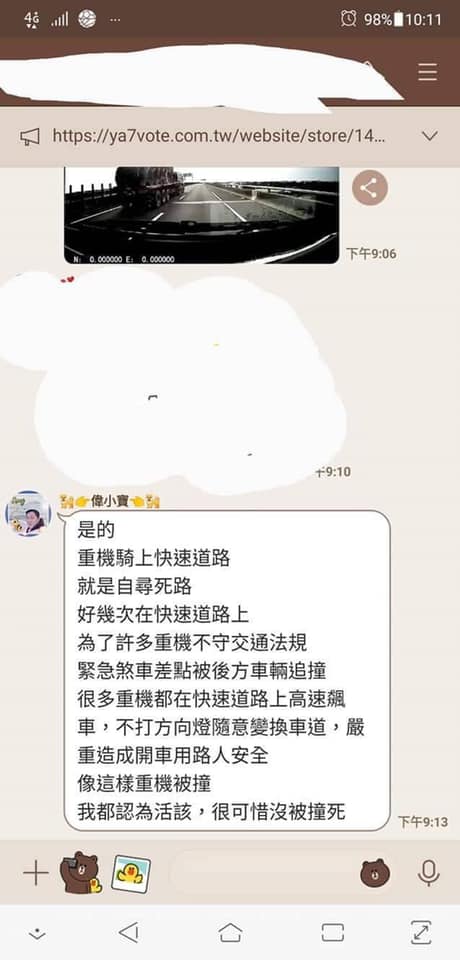 4G 98% 10:11
https://ya7vote.com.tw/website/store/14...
N: 0.000000 E: 0.000000
下午9:06
午9:10
偉小寶
是的
重機騎上快速道路
就是自尋死路
好幾次在快速道路上
為了許多重機不守交通法規
緊急煞車差點被後方車輛追撞
很多重機都在快速道路上高速飆
車，不打方向燈隨意變換車道，嚴
重造成開車用路人安全
像這樣重機被撞
我都認為活該，很可惜沒被撞死
下午9:13